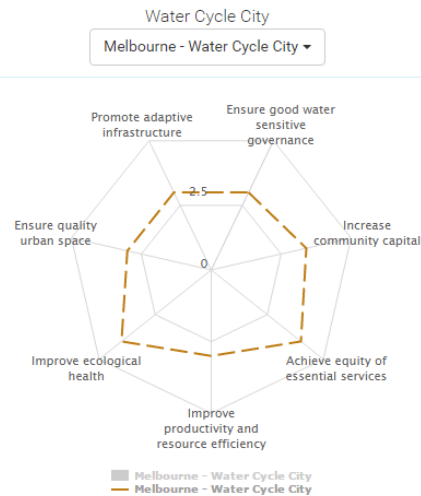 Water Cycle City
Melbourne - Water Cycle City
Ensure good water
sensitive
governance
Promote adaptive
infrastructure
2.5
Ensure quality
urban space
Increase
community capital
0
Improve ecological
health
Achieve equity of
essential services
Improve
productivity and
resource efficiency
Melbourne - Water Cycle City
Melbourne - Water Cycle City